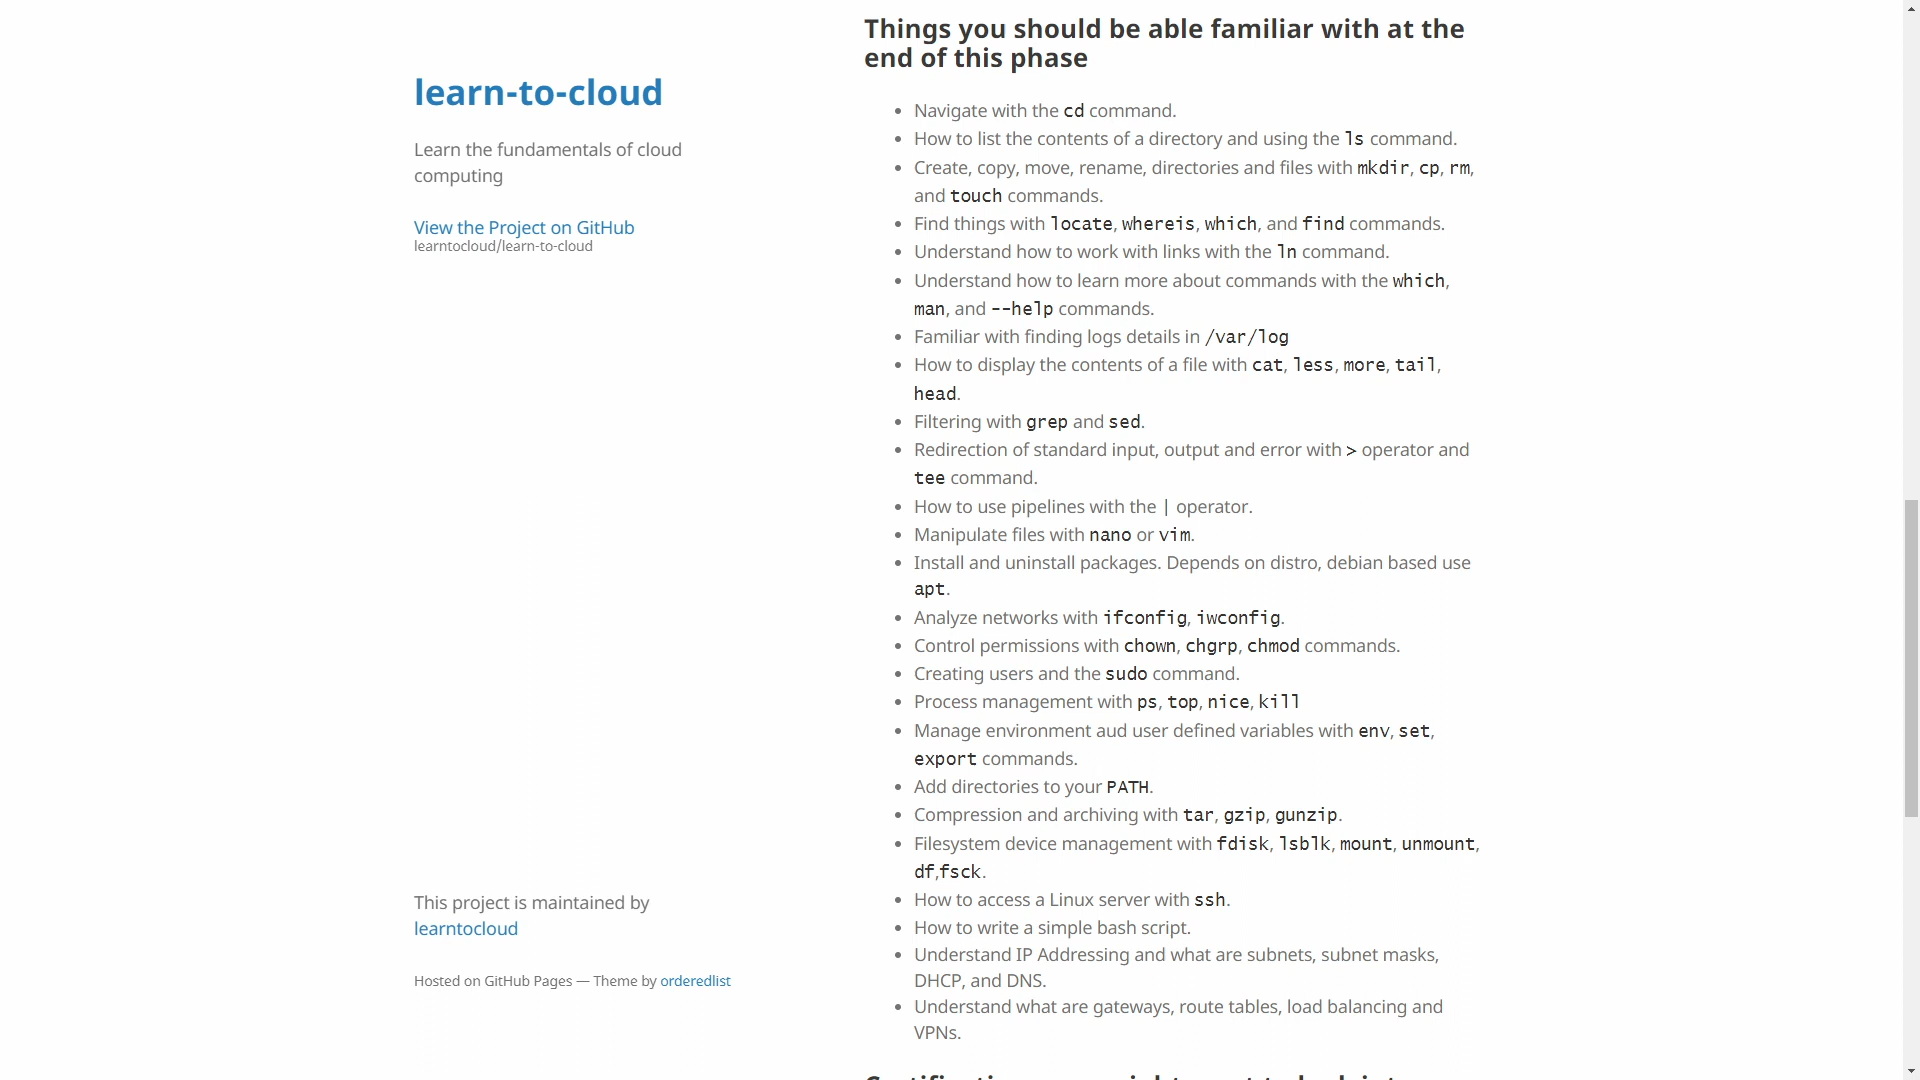 learn-to-cloud
Learn the fundamentals of cloud
computing
View the Project on GitHub
learntocloud/learn-to-cloud
This project is maintained by
learntocloud
Hosted on GitHub Pages — Theme by orderedlist
Things you should be able familiar with at the
end of this phase
• Navigate with the cd command.
• How to list the contents of a directory and using the ls command.
• Create, copy, move, rename, directories and files with mkdir, cp, rm,
and touch commands.
• Find things with locate, whereis, which, and find commands.
• Understand how to work with links with the ln command.
• Understand how to learn more about commands with the which,
man, and --help commands.
• Familiar with finding logs details in /var/log
• How to display the contents of a file with cat, less, more, tail,
head.
• Filtering with grep and sed.
• Redirection of standard input, output and error with > operator and
tee command.
• How to use pipelines with the | operator.
• Manipulate files with nano or vim.
• Install and uninstall packages. Depends on distro, debian based use
apt.
• Analyze networks with ifconfig, iwconfig.
• Control permissions with chown, chgrp, chmod commands.
• Creating users and the sudo command.
• Process management with ps, top, nice, kill
• Manage environment aud user defined variables with env, set,
export commands.
• Add directories to your PATH.
• Compression and archiving with tar, gzip, gunzip.
• Filesystem device management with fdisk, lsblk, mount, unmount,
df,fsck.
• How to access a Linux server with ssh.
• How to write a simple bash script.
• Understand IP Addressing and what are subnets, subnet masks,
DHCP, and DNS.
• Understand what are gateways, route tables, load balancing and
VPNs.